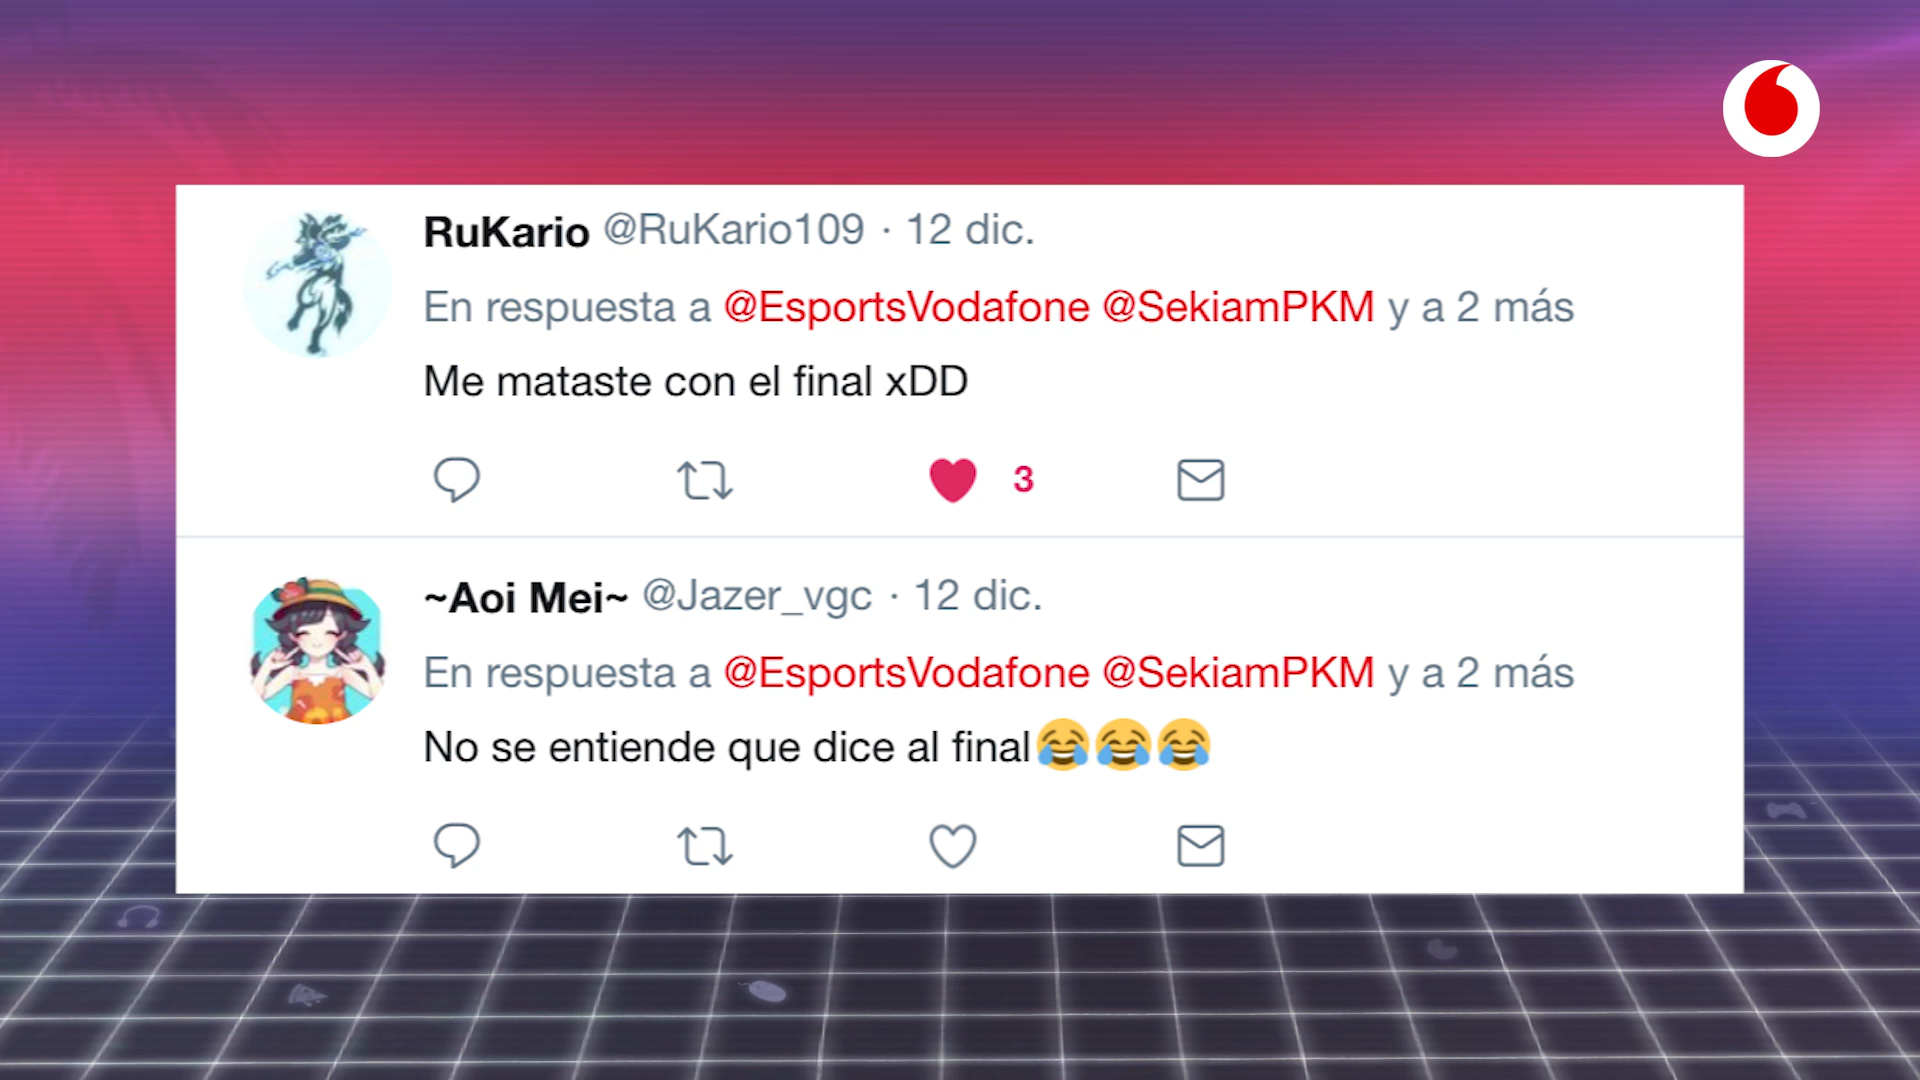 RuKario @RuKario109 · 12 dic.
En respuesta a @EsportsVodafone @SekiamPKM y a 2 más
Me mataste con el final xDD
3
~Aoi Mei~ @Jazer_vgc · 12 dic.
En respuesta a @EsportsVodafone @SekiamPKM y a 2 más
No se entiende que dice al final😂😂😂